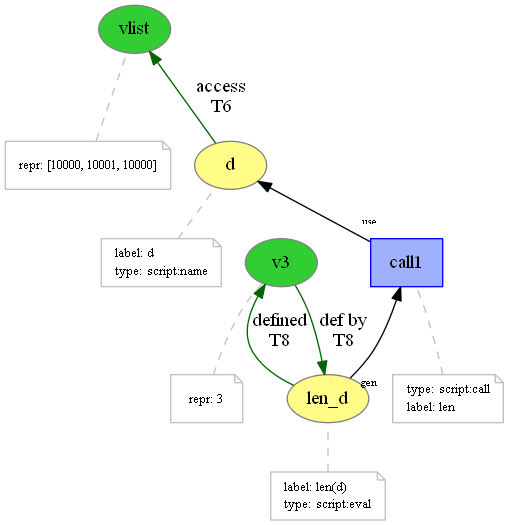 vlist
access
T6
repr: [10000, 10001, 10000]
d
use
label: d
type: script:name
v3
call1
defined
T8
def by
T8
gen
repr: 3
len_d
type: script:call
label: len
label: len(d)
type: script:eval